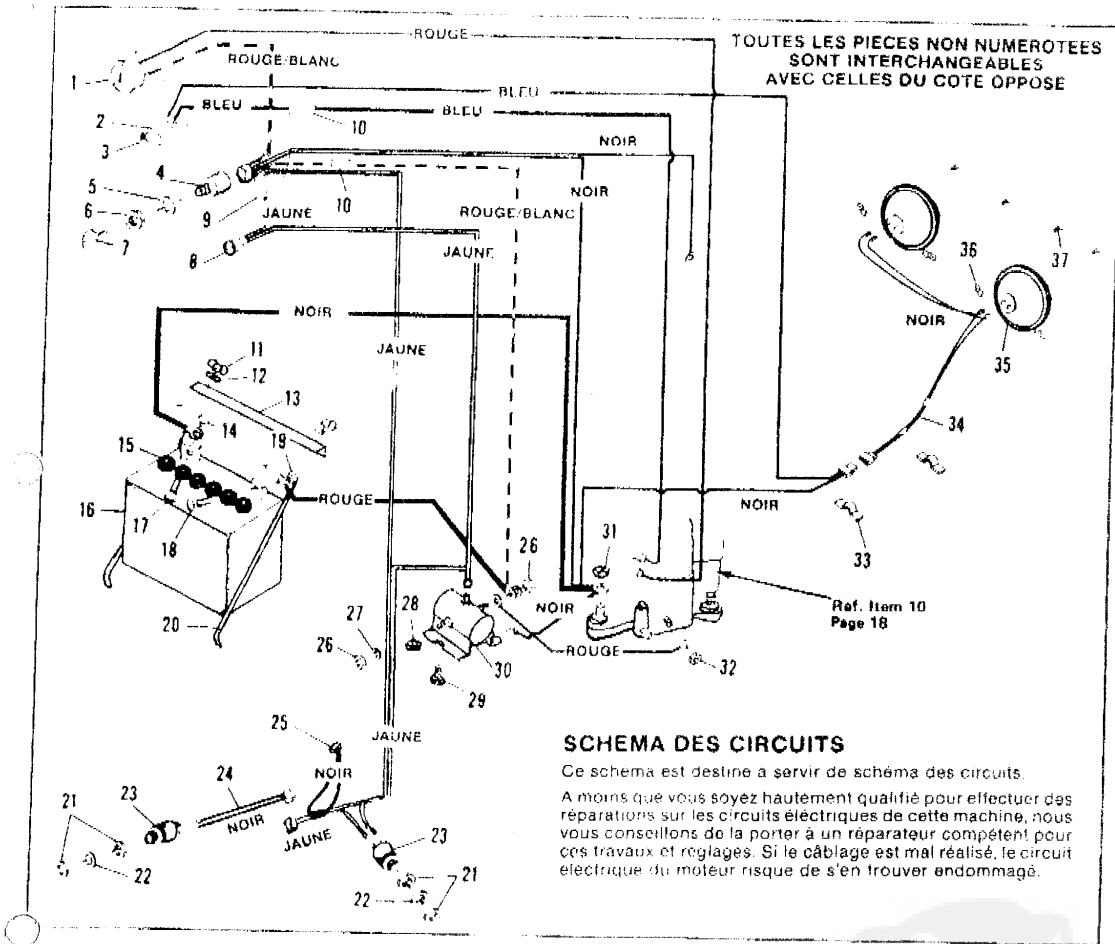 ROUGE
TOUTES LES PIECES NON NUMEROTEES
SONT INTERCHANGEABLES
AVEC CELLES DU COTE OPPOSE
ROUGE/BLANC
1
BLEU
BLEU
BLEU
2
10
3
NOIR
4
5
NOIR
6
9
10
ROUGE/BLANC
JAUNE
7
8
JAUNE
36
37
NOIR
NOIR
35
JAUNE
11
12
13
14
34
15
19
ROUGE
NOIR
16
17
18
31
26
33
28
NOIR
Ref. Item 10
Page 18
20
27
26
30
ROUGE
32
29
25
JAUNE
SCHEMA DES CIRCUITS
24
NOIR
Ce schema est destine a servir de schéma des circuits.
23
21
NOIR
JAUNE
23
A moins que vous soyez hautement qualifié pour effectuer des
réparations sur les circuits électriques de cette machine, nous
vous conseillons de la porter à un réparateur compétent pour
ces travaux et reglages. Si le câblage est mal réalisé, le circuit
electrique du moteur risque de s'en trouver endommagé.
22
21
22